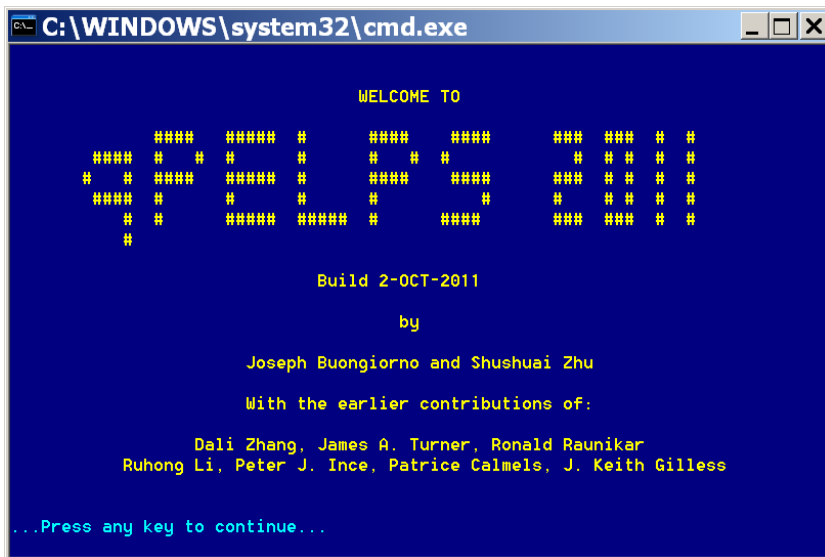 C:\WINDOWS\system32\cmd.exe
WELCOME TO
qPELPS 2011
Build 2-OCT-2011
by
Joseph Buongiorno and Shushuai Zhu
With the earlier contributions of:
Dali Zhang, James A. Turner, Ronald Raunikar
Ruhong Li, Peter J. Ince, Patrice Calmels, J. Keith Gilless
...Press any key to continue...